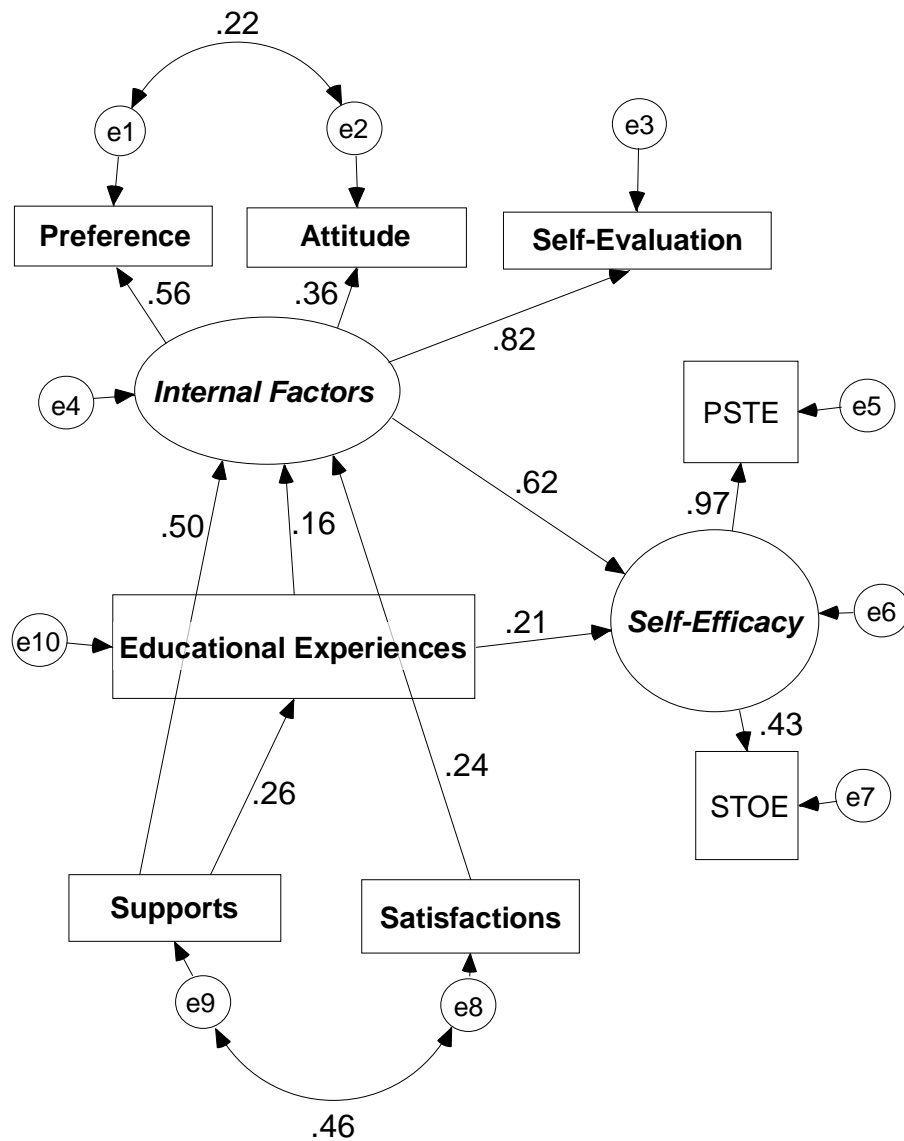 .22
e1
e2
e3
Preference
Attitude
Self-Evaluation
.56
.36
.82
Internal Factors
e4
PSTE
e5
.62
.97
.50
.16
Self-Efficacy
e6
e10
Educational Experiences
.21
.43
.26
.24
STOE
e7
Supports
Satisfactions
e9
e8
.46